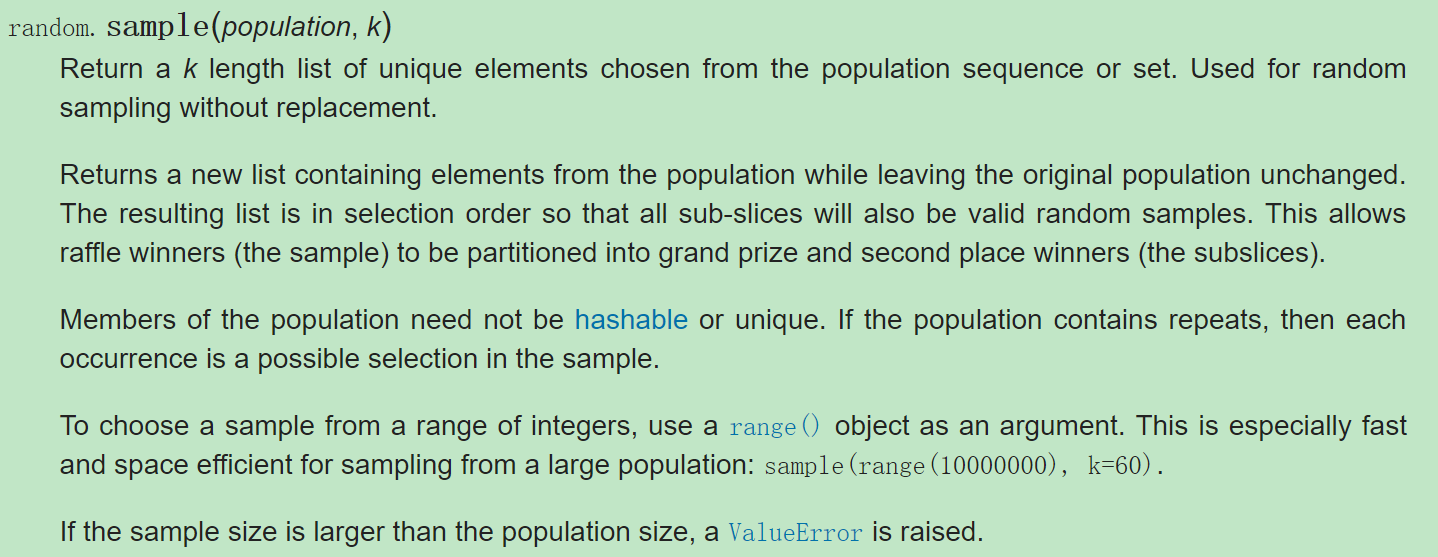 random. sample(population, k)
Return a k length list of unique elements chosen from the population sequence or set. Used for random
sampling without replacement.
Returns a new list containing elements from the population while leaving the original population unchanged.
The resulting list is in selection order so that all sub-slices will also be valid random samples. This allows
raffle winners (the sample) to be partitioned into grand prize and second place winners (the subslices).
Members of the population need not be hashable or unique. If the population contains repeats, then each
occurrence is a possible selection in the sample.
To choose a sample from a range of integers, use a range() object as an argument. This is especially fast
and space efficient for sampling from a large population: sample(range(10000000), k=60).
If the sample size is larger than the population size, a ValueError is raised.